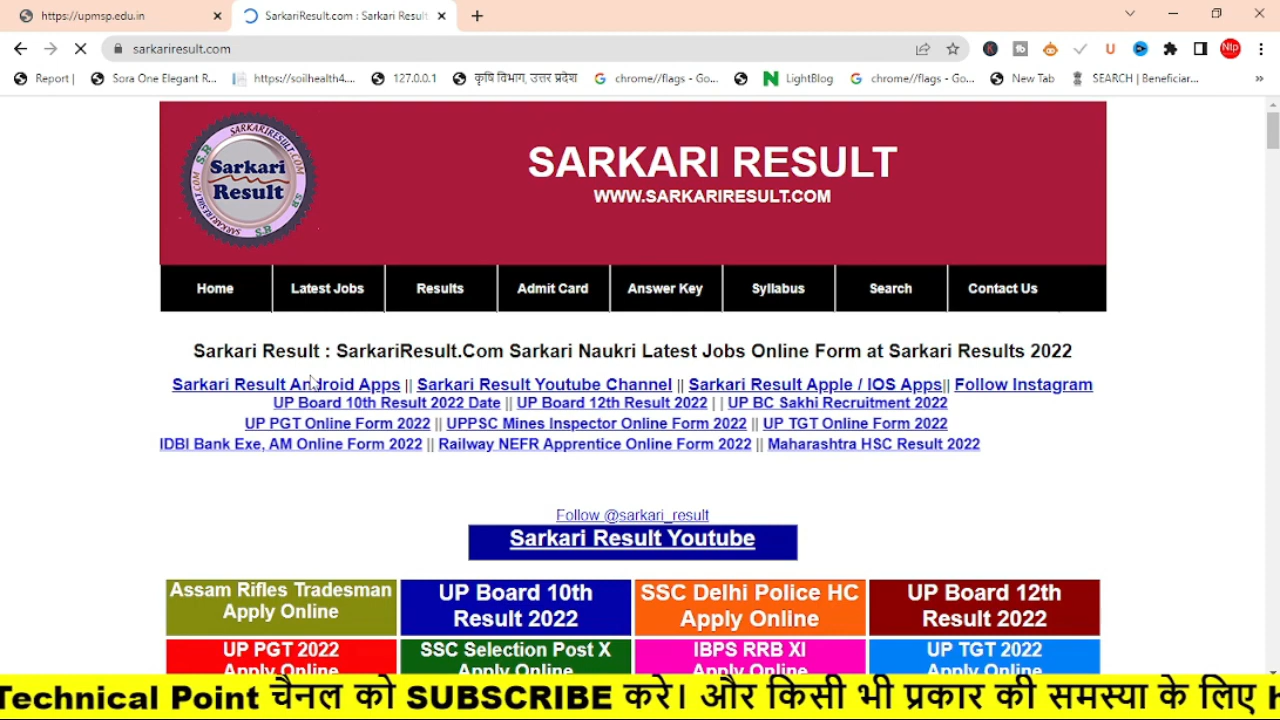 https://upmsp.edu.in
SarkariResult.com : Sarkari Result
sarkariresult.com
Report | Sora One Elegant R... https://soilhealth4... 127.0.0.1 कृषि विभाग, उत्तर प्रदेश chrome//flags - Go... LightBlog chrome//flags - Go... New Tab SEARCH | Beneficiar...
Sarkari Result
SARKARI RESULT
WWW.SARKARIRESULT.COM
Home Latest Jobs Results Admit Card Answer Key Syllabus Search Contact Us
Sarkari Result : SarkariResult.Com Sarkari Naukri Latest Jobs Online Form at Sarkari Results 2022
Sarkari Result Android Apps || Sarkari Result Youtube Channel || Sarkari Result Apple / IOS Apps|| Follow Instagram
UP Board 10th Result 2022 Date || UP Board 12th Result 2022 | | UP BC Sakhi Recruitment 2022
UP PGT Online Form 2022 || UPPSC Mines Inspector Online Form 2022 || UP TGT Online Form 2022
IDBI Bank Exe, AM Online Form 2022 || Railway NEFR Apprentice Online Form 2022 || Maharashtra HSC Result 2022
Follow @sarkari_result
Sarkari Result Youtube
Assam Rifles Tradesman Apply Online
UP Board 10th Result 2022
SSC Delhi Police HC Apply Online
UP Board 12th Result 2022
UP PGT 2022 Apply Online
SSC Selection Post X Apply Online
IBPS RRB XI Apply Online
UP TGT 2022 Apply Online
Technical Point चैनल को SUBSCRIBE करे। और किसी भी प्रकार की समस्या के लिए